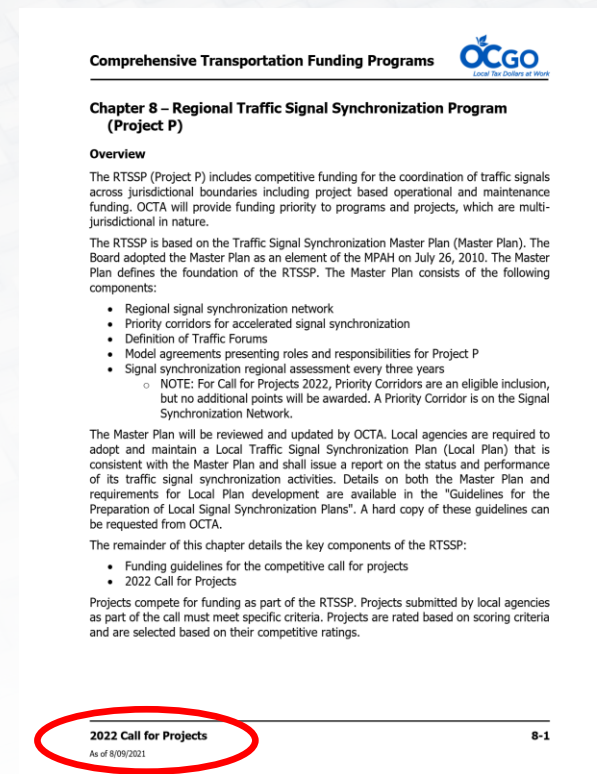 Comprehensive Transportation Funding Programs
OCGO
Local Tax Dollars at Work
Chapter 8 – Regional Traffic Signal Synchronization Program
(Project P)
Overview
The RTSSP (Project P) includes competitive funding for the coordination of traffic signals
across jurisdictional boundaries including project based operational and maintenance
funding. OCTA will provide funding priority to programs and projects, which are multi-
jurisdictional in nature.
The RTSSP is based on the Traffic Signal Synchronization Master Plan (Master Plan). The
Board adopted the Master Plan as an element of the MPAH on July 26, 2010. The Master
Plan defines the foundation of the RTSSP. The Master Plan consists of the following
components:
• Regional signal synchronization network
• Priority corridors for accelerated signal synchronization
• Definition of Traffic Forums
• Model agreements presenting roles and responsibilities for Project P
• Signal synchronization regional assessment every three years
○ NOTE: For Call for Projects 2022, Priority Corridors are an eligible inclusion,
but no additional points will be awarded. A Priority Corridor is on the Signal
Synchronization Network.
The Master Plan will be reviewed and updated by OCTA. Local agencies are required to
adopt and maintain a Local Traffic Signal Synchronization Plan (Local Plan) that is
consistent with the Master Plan and shall issue a report on the status and performance
of its traffic signal synchronization activities. Details on both the Master Plan and
requirements for Local Plan development are available in the "Guidelines for the
Preparation of Local Signal Synchronization Plans". A hard copy of these guidelines can
be requested from OCTA.
The remainder of this chapter details the key components of the RTSSP:
• Funding guidelines for the competitive call for projects
• 2022 Call for Projects
Projects compete for funding as part of the RTSSP. Projects submitted by local agencies
as part of the call must meet specific criteria. Projects are rated based on scoring criteria
and are selected based on their competitive ratings.
2022 Call for Projects 8-1
As of 8/09/2021